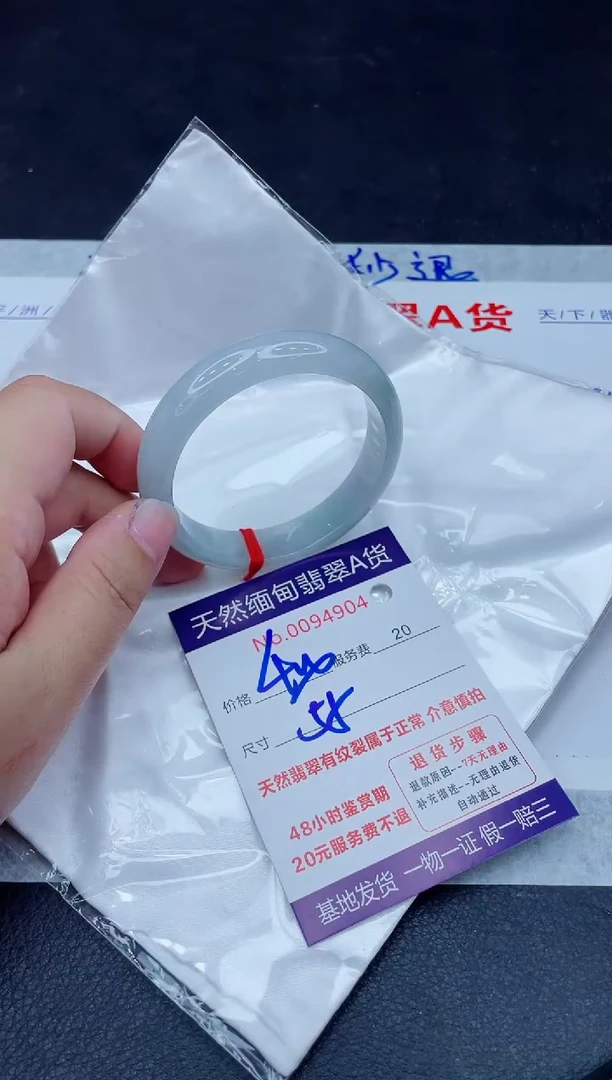 秒退
翠A货
天/下/翡
/洲/
天然缅甸翡翠A货
No.0094904
价格
服务费 20
尺寸
天然翡翠有纹裂属于正常 介意慎拍
48小时鉴赏期
20元服务费不退
退货步骤
退款原因--7天无理由
补充描述--无理由退货
自动通过
基地发货 一物一证 假一赔三